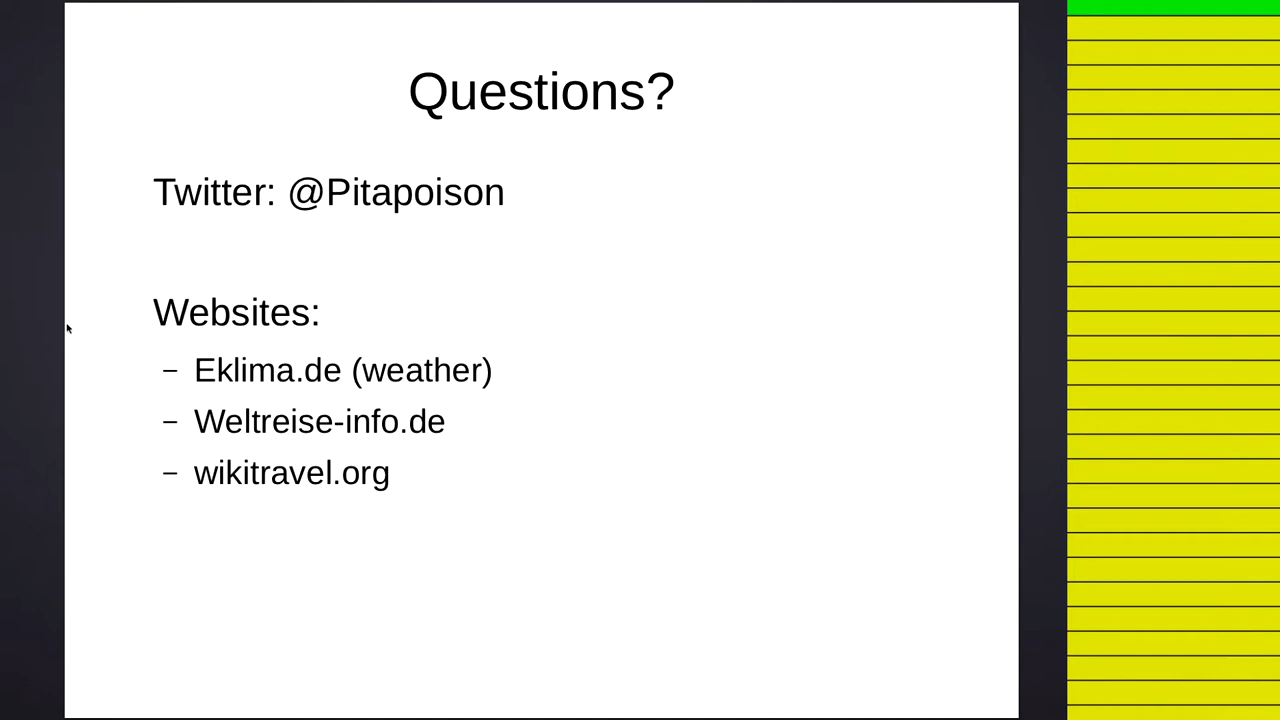 Questions?
Twitter: @Pitapoison
Websites:
– Eklima.de (weather)
– Weltreise-info.de
– wikitravel.org